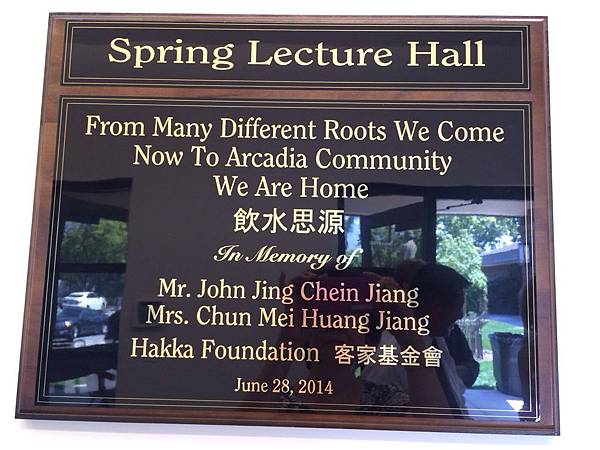 Spring Lecture Hall
From Many Different Roots We Come
Now To Arcadia Community
We Are Home
飲水思源
In Memory of
Mr. John Jing Chein Jiang
Mrs. Chun Mei Huang Jiang
Hakka Foundation 客家基金會
June 28, 2014